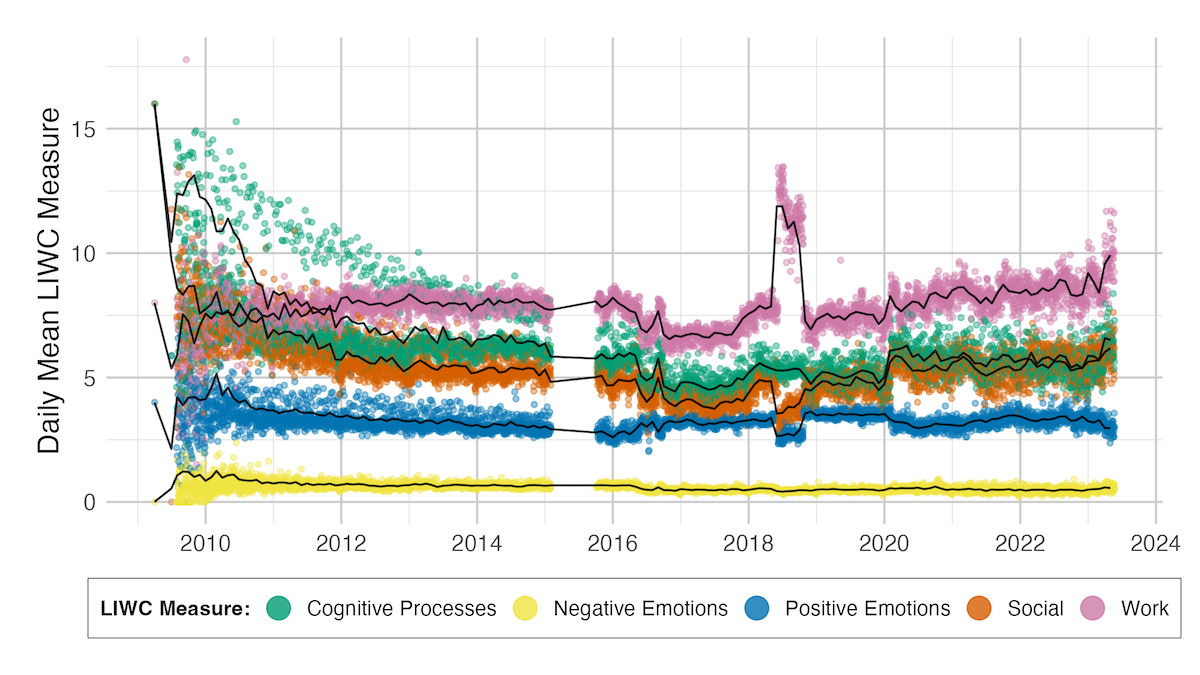 Daily Mean LIWC Measure
15
10
5
0
2010 2012 2014 2016 2018 2020 2022 2024
LIWC Measure: Cognitive Processes Negative Emotions Positive Emotions Social Work